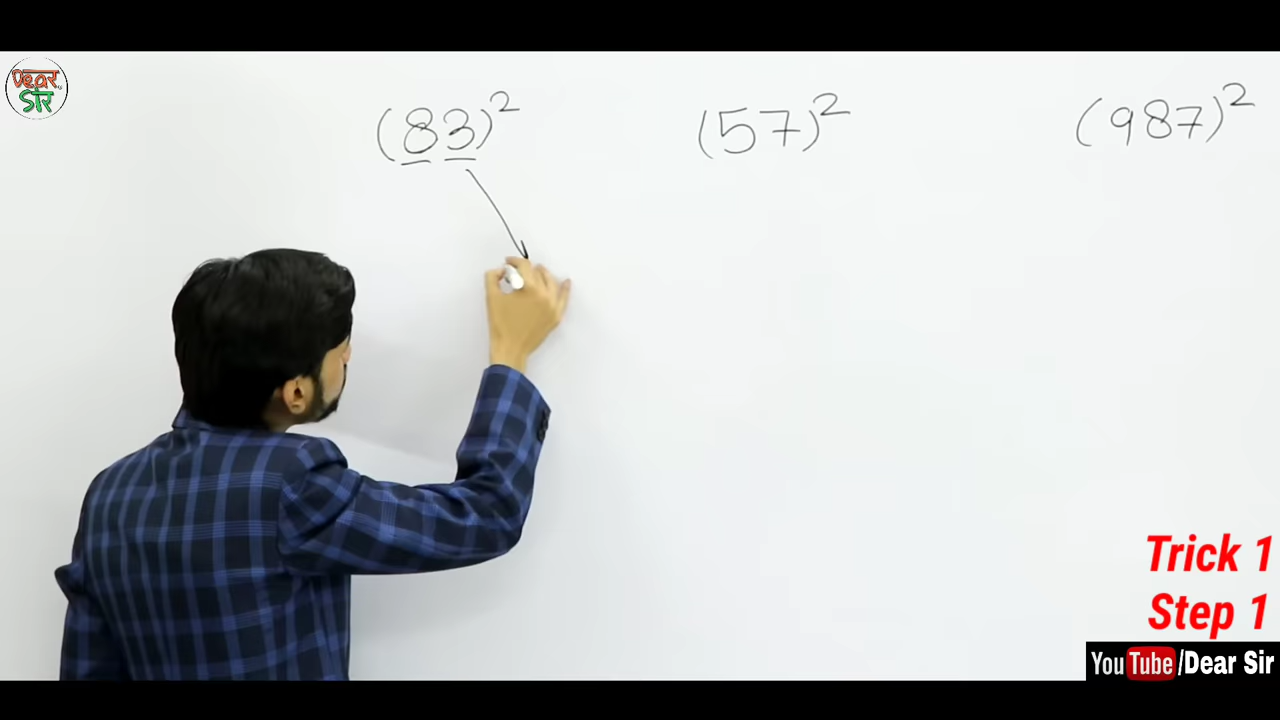 Dear
Sir
(83)² (57)² (987)²
Trick 1
Step 1
YouTube/Dear Sir